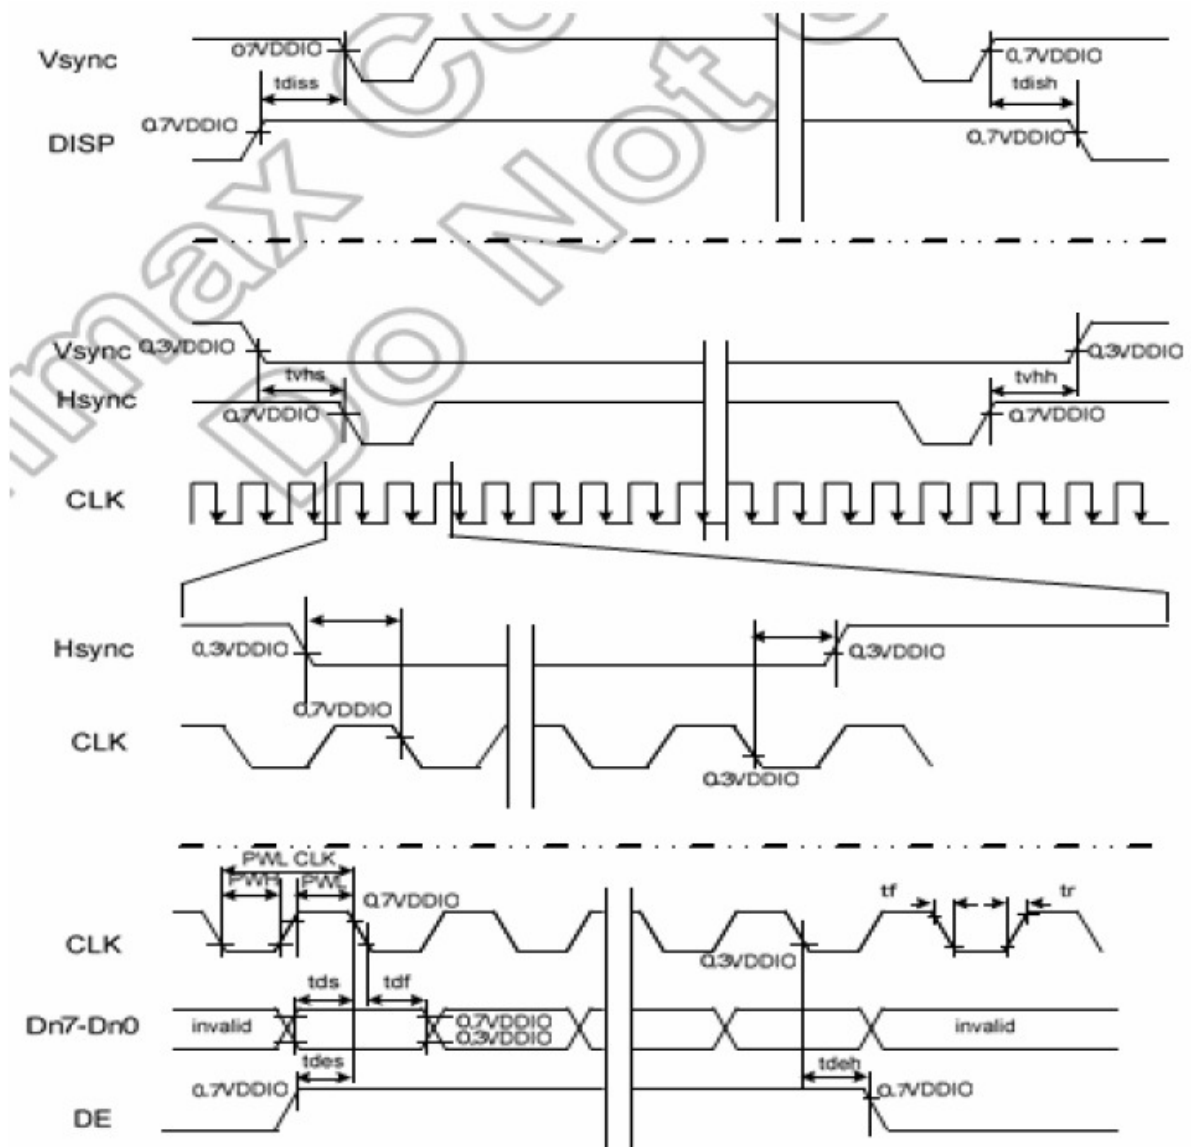 Vsync
0.7VDDIO
0.7VDDIO
tdiss
tdish
DISP
0.7VDDIO
0.7VDDIO
Vsync
0.3VDDIO
0.3VDDIO
tvhs
tvhh
Hsync
0.7VDDIO
0.7VDDIO
CLK
Hsync
0.3VDDIO
0.3VDDIO
0.7VDDIO
CLK
0.3VDDIO
PWL CLK
PWH
PWL
0.7VDDIO
tf
tr
CLK
0.3VDDIO
tds
tdf
Dn7-Dn0
invalid
0.7VDDIO
0.3VDDIO
invalid
tdes
tdeh
0.7VDDIO
0.7VDDIO
DE
Do Not